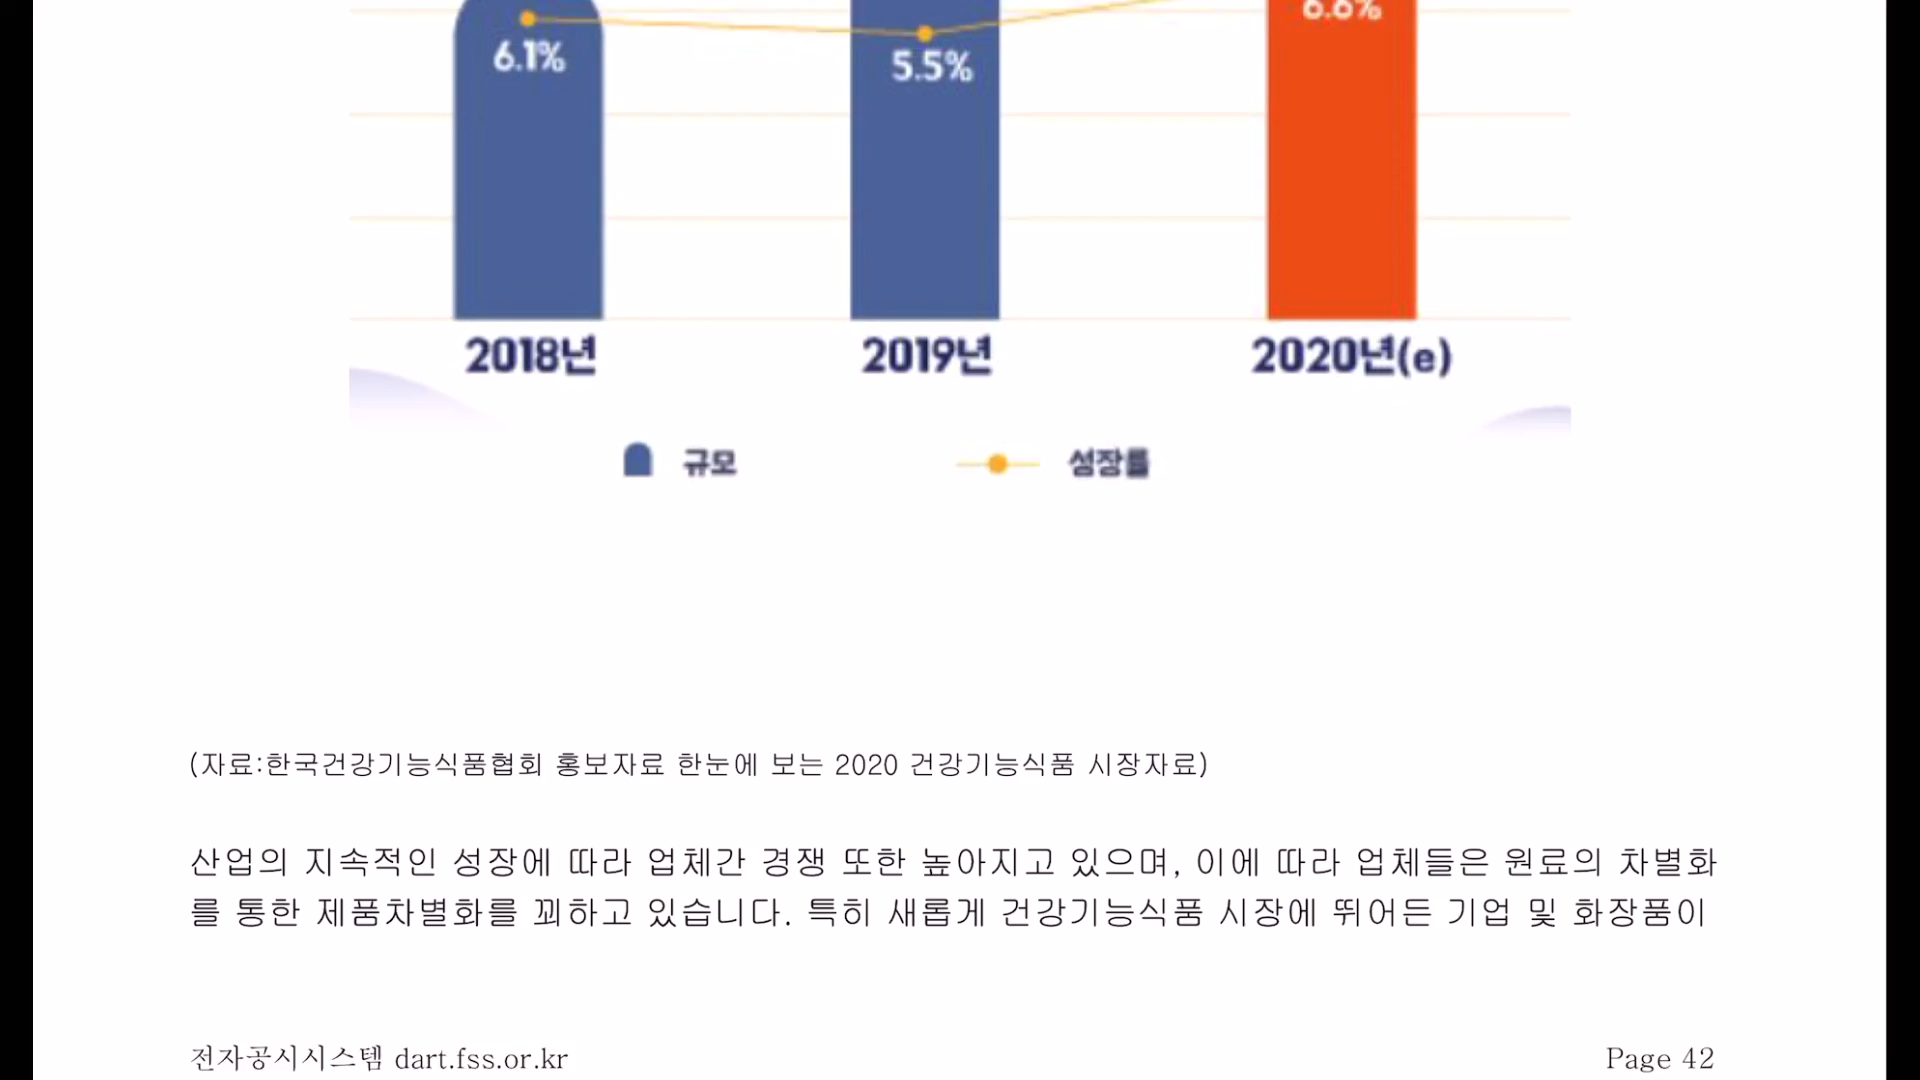 6.1%
5.5%
6.6%
2018년
2019년
2020년(e)
규모
성장률
(자료:한국건강기능식품협회 홍보자료 한눈에 보는 2020 건강기능식품 시장자료)
산업의 지속적인 성장에 따라 업체간 경쟁 또한 높아지고 있으며, 이에 따라 업체들은 원료의 차별화
를 통한 제품차별화를 꾀하고 있습니다. 특히 새롭게 건강기능식품 시장에 뛰어든 기업 및 화장품이
전자공시시스템 dart.fss.or.kr
Page 42